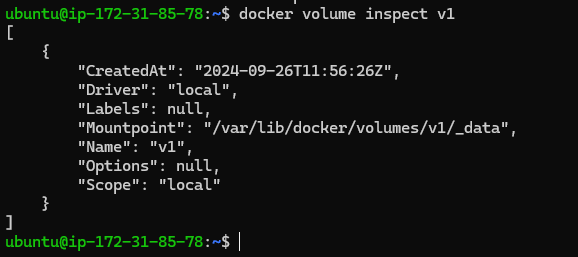 ubuntu@ip-172-31-85-78:~$ docker volume inspect v1
[
    {
        "CreatedAt": "2024-09-26T11:56:26Z",
        "Driver": "local",
        "Labels": null,
        "Mountpoint": "/var/lib/docker/volumes/v1/_data",
        "Name": "v1",
        "Options": null,
        "Scope": "local"
    }
]
ubuntu@ip-172-31-85-78:~$